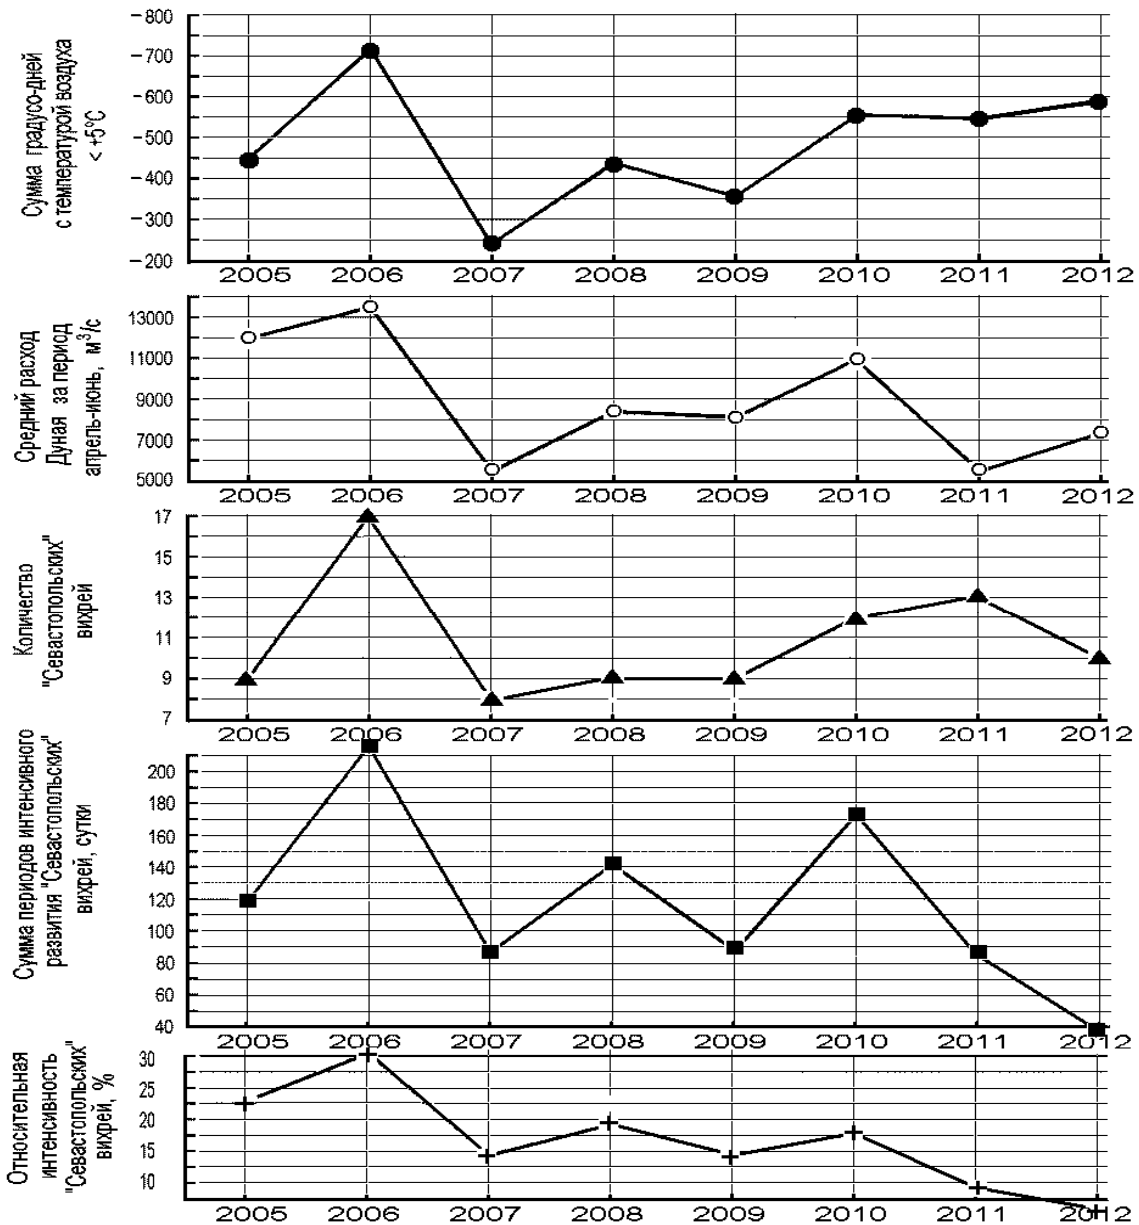 Сумма градусо-дней
с температурой воздуха
< +5°C
−800
−700
−600
−500
−400
−300
−200
2005 2006 2007 2008 2009 2010 2011 2012
Средний расход
Дуная за период
апрель-июнь, м³/с
13000
11000
9000
7000
5000
2005 2006 2007 2008 2009 2010 2011 2012
Количество
"Севастопольских"
вихрей
17
15
13
11
9
7
2005 2006 2007 2008 2009 2010 2011 2012
Сумма периодов интенсивного
развития "Севастопольских"
вихрей, сутки
200
180
160
140
120
100
80
60
40
2005 2006 2007 2008 2009 2010 2011 2012
Относительная
интенсивность
"Севастопольских"
вихрей, %
30
25
20
15
10
2005 2006 2007 2008 2009 2010 2011 2012